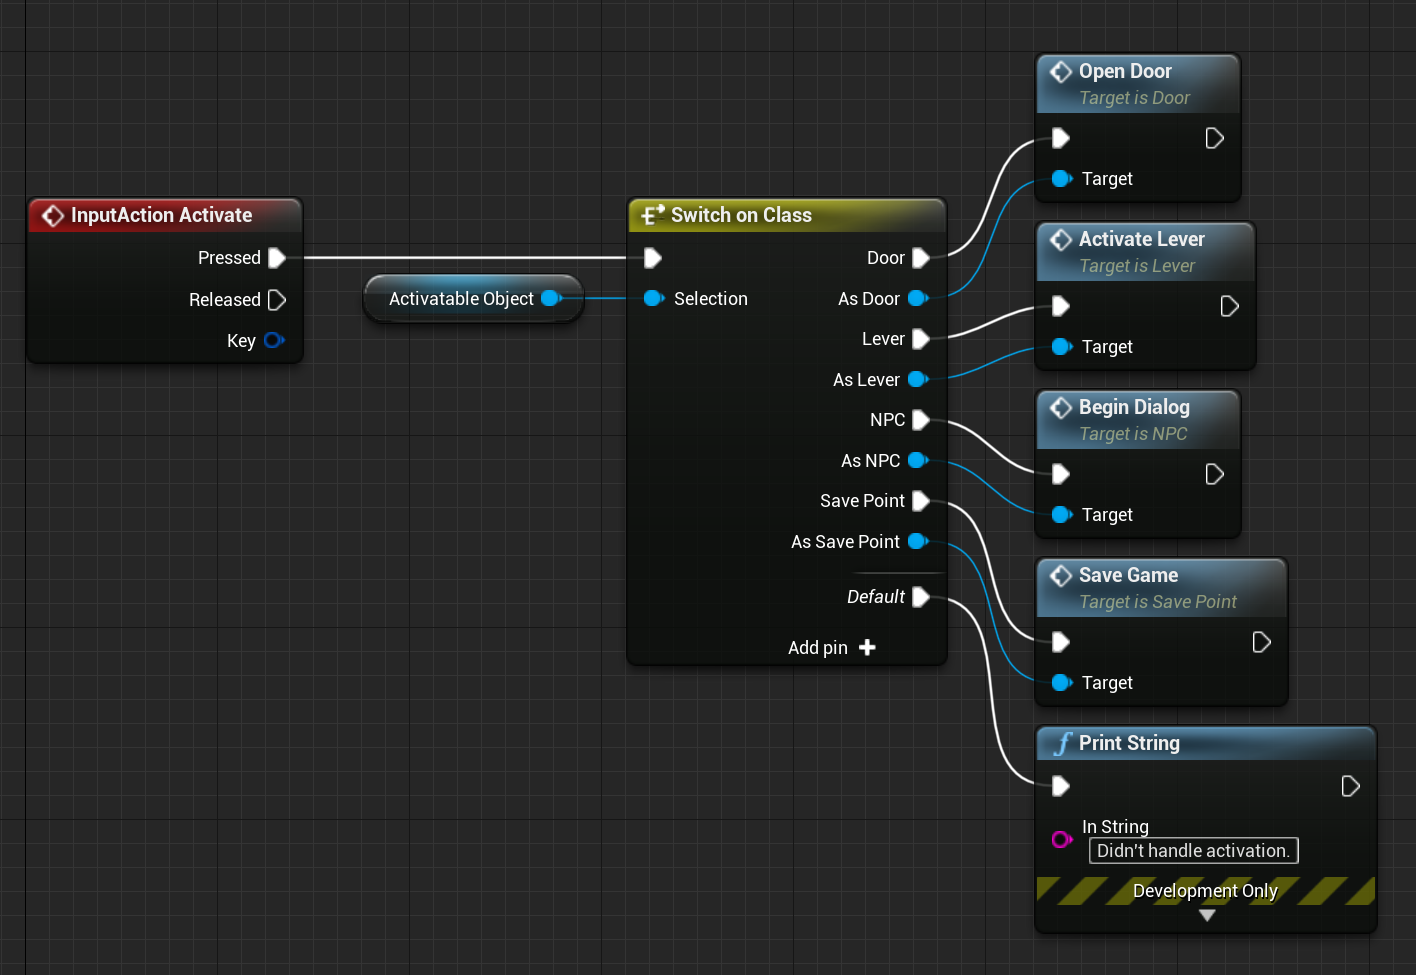 InputAction Activate
Pressed
Released
Key
Activatable Object
Switch on Class
Selection
Door
As Door
Lever
As Lever
NPC
As NPC
Save Point
As Save Point
Default
Add pin
Open Door
Target is Door
Target
Activate Lever
Target is Lever
Target
Begin Dialog
Target is NPC
Target
Save Game
Target is Save Point
Target
Print String
In String
Didn't handle activation.
Development Only